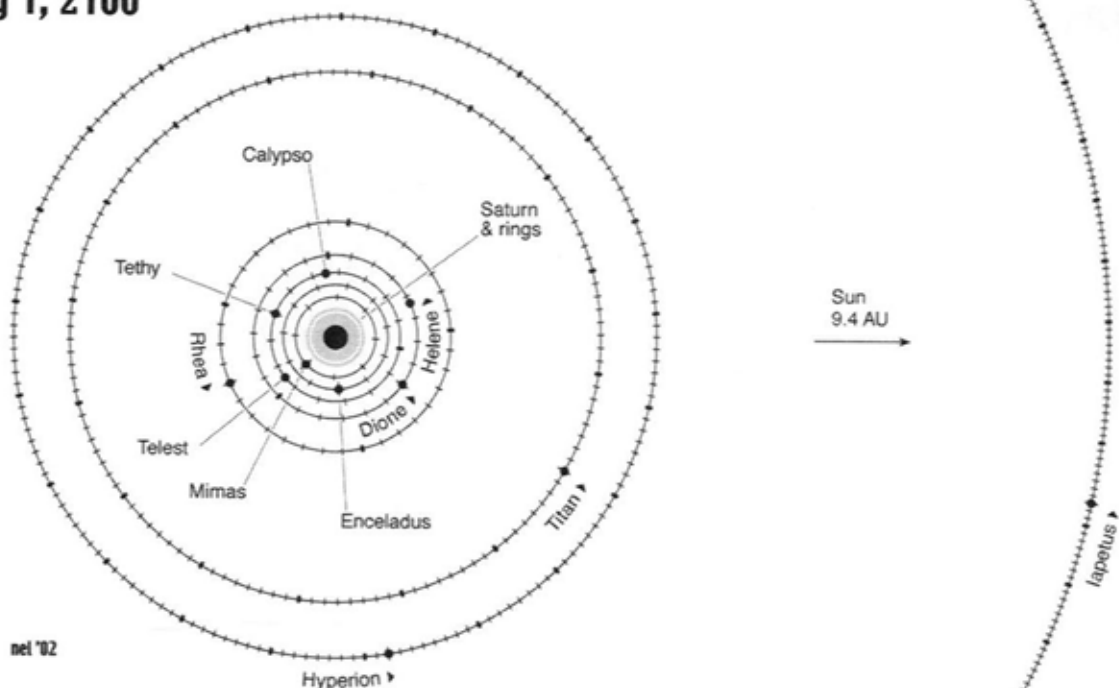 1, 2100
Calypso
Saturn
& rings
Tethy
Sun
9.4 AU
Helene
Rhea
Dione
Telest
Mimas
Enceladus
Titan
Iapetus
nel '02
Hyperion